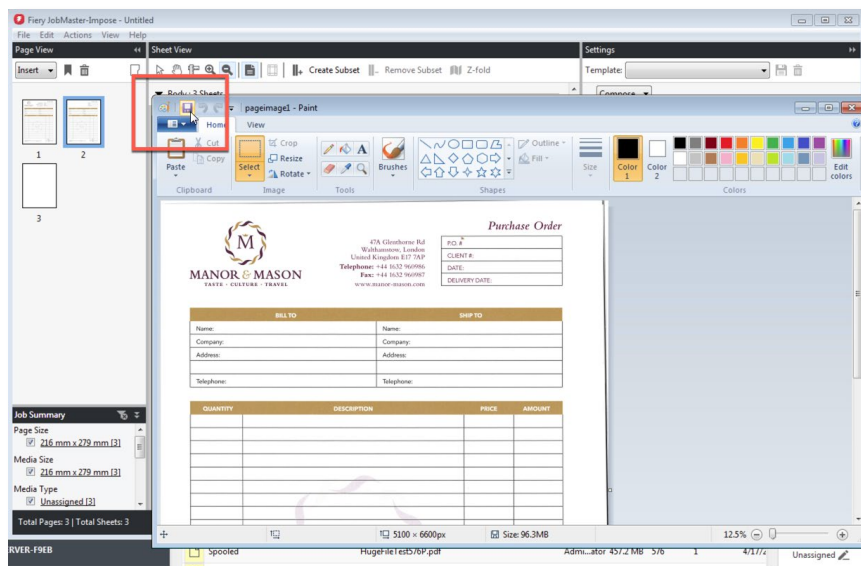 Fiery JobMaster-Impose - Untitled
File Edit Actions View Help
Page View
Sheet View
Settings
Insert
Create Subset
Remove Subset
Z-fold
Template:
Body : 3 Sheets
Compose
pageimage1 - Paint
Home View
Paste
Cut
Copy
Clipboard
Select
Crop
Resize
Rotate
Image
A
Tools
Brushes
Outline
Fill
Shapes
Size
Color 1
Color 2
Edit colors
Colors
1 2
3
M
MANOR & MASON
TASTE - CULTURE - TRAVEL
47A Glenthorne Rd
Walthamstow, London
United Kingdom E17 7AP
Telephone: +44 1632 960986
Fax: +44 1632 960987
www.manor-mason.com
Purchase Order
P.O. #
CLIENT #:
DATE:
DELIVERY DATE:
BILL TO SHIP TO
Name: Name:
Company: Company:
Address: Address:
Telephone: Telephone:
QUANTITY DESCRIPTION PRICE AMOUNT
Job Summary
Page Size
216 mm x 279 mm [3]
Media Size
216 mm x 279 mm [3]
Media Type
Unassigned [3]
Total Pages: 3 | Total Sheets: 3
5100 × 6600px
Size: 96.3MB
12.5%
RVER-F9EB
Spooled HugeFileTest576P.pdf Admi...ator 457.2 MB 576 1 Unassigned